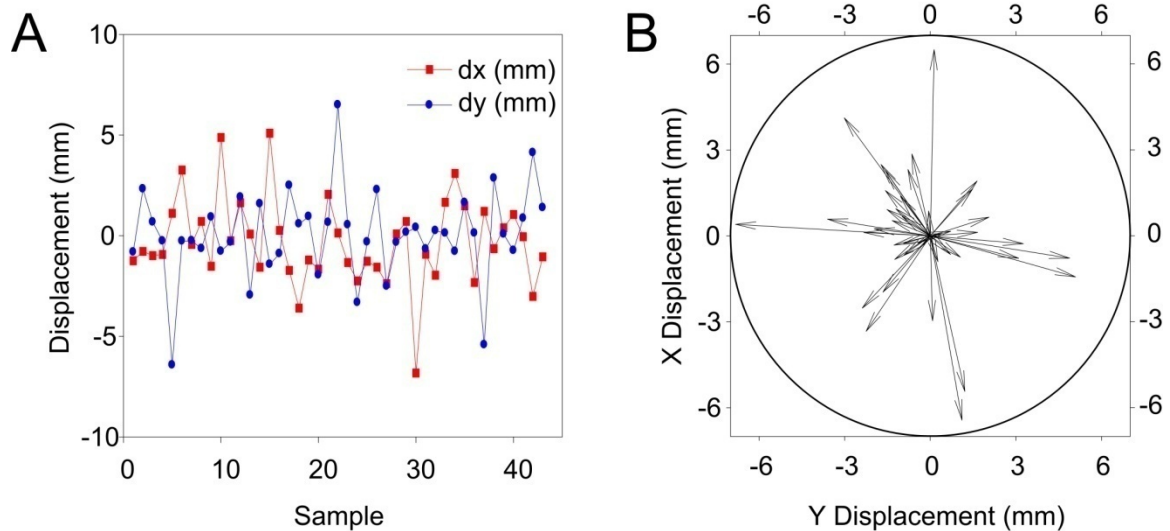 A
10
5
0
-5
-10
Displacement (mm)
dx (mm)
dy (mm)
0 10 20 30 40
Sample
B
-6 -3 0 3 6
6
3
0
-3
-6
X Displacement (mm)
6
3
0
-3
-6
-6 -3 0 3 6
Y Displacement (mm)